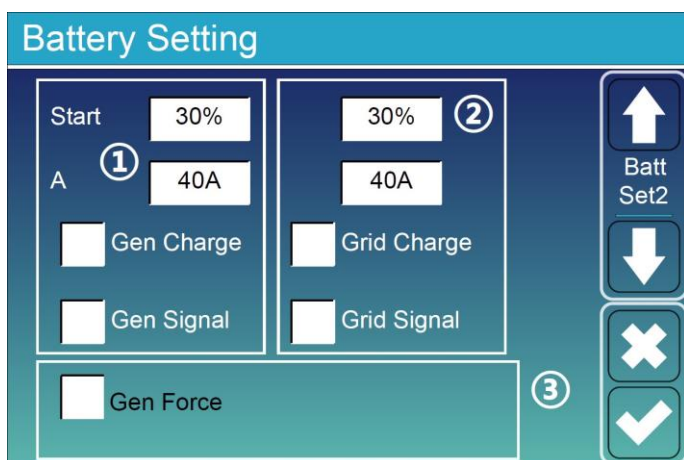 Battery Setting
Start 30% 30% ②
A ① 40A 40A
Gen Charge Grid Charge
Gen Signal Grid Signal
Gen Force ③
Batt
Set2